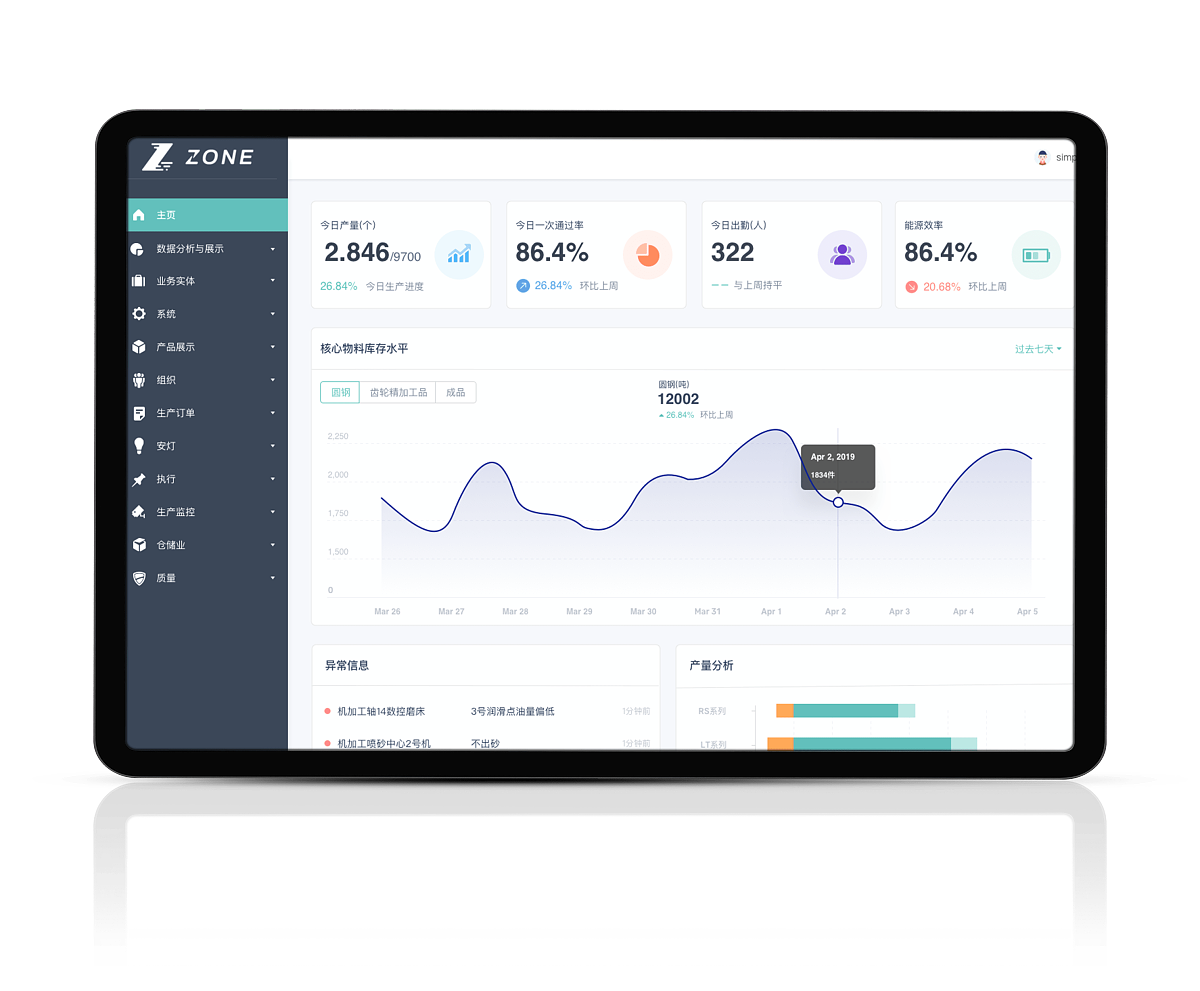 ZONE
simp
主页
数据分析与展示
业务实体
系统
产品展示
组织
生产订单
安灯
执行
生产监控
仓储业
质量
今日产量(个)
2.846/9700
26.84% 今日生产进度
今日一次通过率
86.4%
26.84% 环比上周
今日出勤(人)
322
与上周持平
能源效率
86.4%
20.68% 环比上周
核心物料库存水平
过去七天
圆钢 齿轮精加工品 成品
圆钢(吨)
12002
26.84% 环比上周
2,250
2,000
1,750
1,500
0
Apr 2, 2019
1834件
Mar 26 Mar 27 Mar 28 Mar 29 Mar 30 Mar 31 Apr 1 Apr 2 Apr 3 Apr 4 Apr 5
异常信息
机加工轴14数控磨床 3号润滑点油量偏低 1分钟前
机加工喷砂中心2号机 不出砂 1分钟前
产量分析
RS系列
LT系列